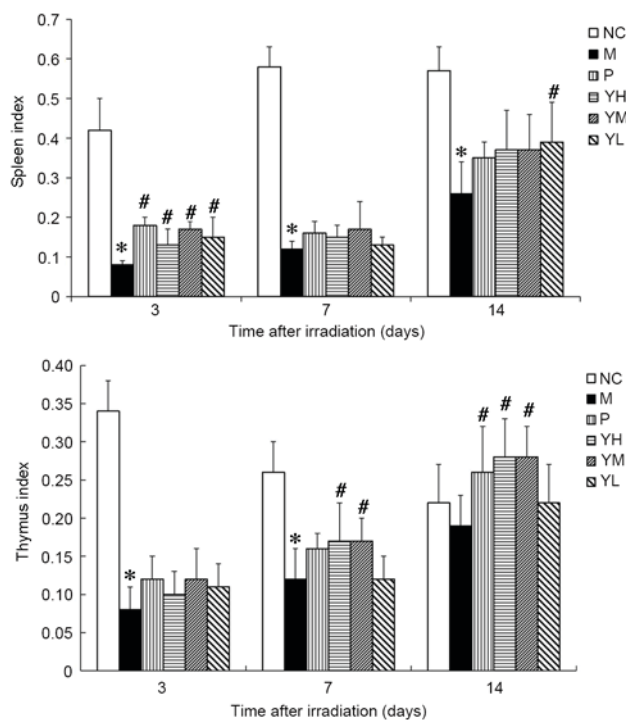 0.7
0.6
0.5
0.4
0.3
0.2
0.1
0
Spleen index
*
#
#
#
#
*
*
#
NC
M
P
YH
YM
YL
3
7
14
Time after irradiation (days)
0.40
0.35
0.30
0.25
0.20
0.15
0.10
0.05
0
Thymus index
*
*
#
#
#
#
#
NC
M
P
YH
YM
YL
3
7
14
Time after irradiation (days)